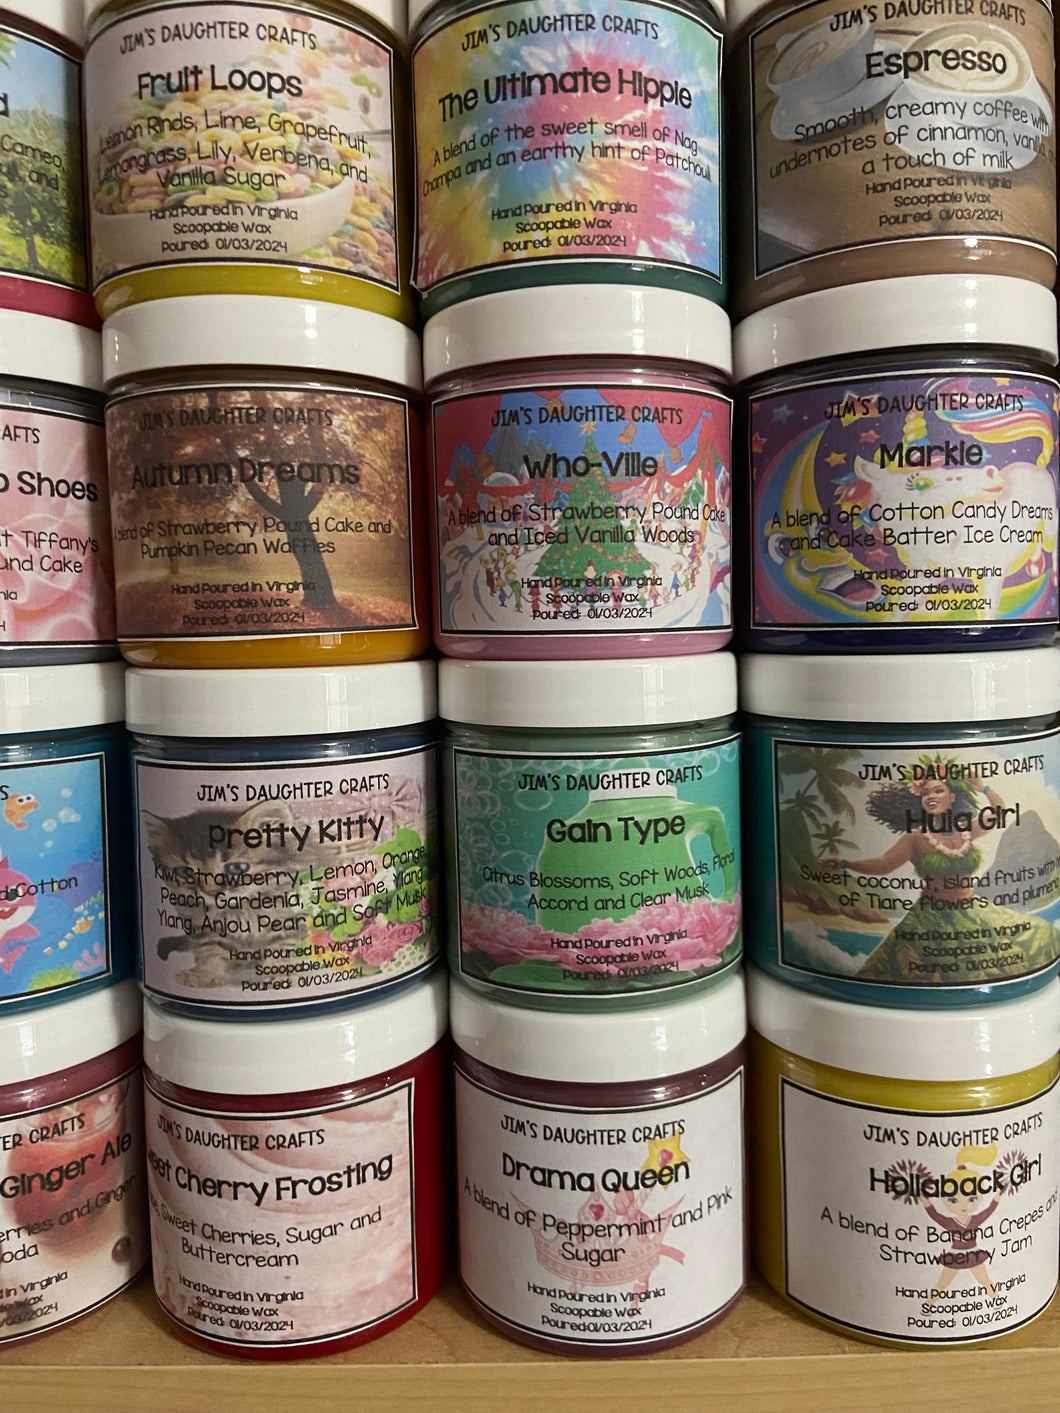 Cameo,
and
JIM'S DAUGHTER CRAFTS
Fruit Loops
Lemon Rinds, Lime, Grapefruit,
Lemongrass, Lily, Verbena, and
Vanilla Sugar
Hand Poured in Virginia
Scoopable Wax
Poured: 01/03/2024
JIM'S DAUGHTER CRAFTS
The Ultimate Hippie
A blend of the sweet smell of Nag
Champa and an earthy hint of Patchouli
Hand Poured in Virginia
Scoopable Wax
Poured: 01/03/2024
JIM'S DAUGHTER CRAFTS
Espresso
Smooth, creamy coffee with
undernotes of cinnamon, vanilla,
a touch of milk
Hand Poured in Virginia
Scoopable Wax
Poured: 01/03/2024
AFTS
Shoes
Tiffany's
Cake
JIM'S DAUGHTER CRAFTS
Autumn Dreams
A blend of Strawberry Pound Cake and
Pumpkin Pecan Waffles
Hand Poured in Virginia
Scoopable Wax
Poured: 01/03/2024
JIM'S DAUGHTER CRAFTS
Who-Ville
A blend of Strawberry Pound Cake
and Iced Vanilla Woods
Hand Poured in Virginia
Scoopable Wax
Poured: 01/03/2024
JIM'S DAUGHTER CRAFTS
Markle
A blend of Cotton Candy Dreams
and Cake Batter Ice Cream
Hand Poured in Virginia
Scoopable Wax
Poured: 01/03/2024
Cotton
JIM'S DAUGHTER CRAFTS
Pretty Kitty
Kiwi, Strawberry, Lemon, Orange,
Peach, Gardenia, Jasmine, Ylang
Ylang, Anjou Pear and Soft Musk
Hand Poured in Virginia
Scoopable Wax
Poured: 01/03/2024
JIM'S DAUGHTER CRAFTS
Gain Type
Citrus Blossoms, Soft Woods, Floral
Accord and Clear Musk
Hand Poured in Virginia
Scoopable Wax
Poured: 01/03/2024
JIM'S DAUGHTER CRAFTS
Hula Girl
Sweet coconut, island fruits with
of Tiare flowers and
Hand Poured in Virginia
Scoopable Wax
Poured: 01/03/2024
ER CRAFTS
Ginger Ale
and Ginger
oda
in Virginia
Wax
JIM'S DAUGHTER CRAFTS
eet Cherry Frosting
Sweet Cherries, Sugar and
Buttercream
Hand Poured in Virginia
Scoopable Wax
Poured: 01/03/2024
JIM'S DAUGHTER CRAFTS
Drama Queen
A blend of Peppermint and Pink
Sugar
Hand Poured in Virginia
Scoopable Wax
Poured:01/03/2024
JIM'S DAUGHTER CRAFTS
Hollaback Girl
A blend of Banana Crepes and
Strawberry Jam
Hand Poured in Virginia
Scoopable Wax
Poured: 01/03/2024